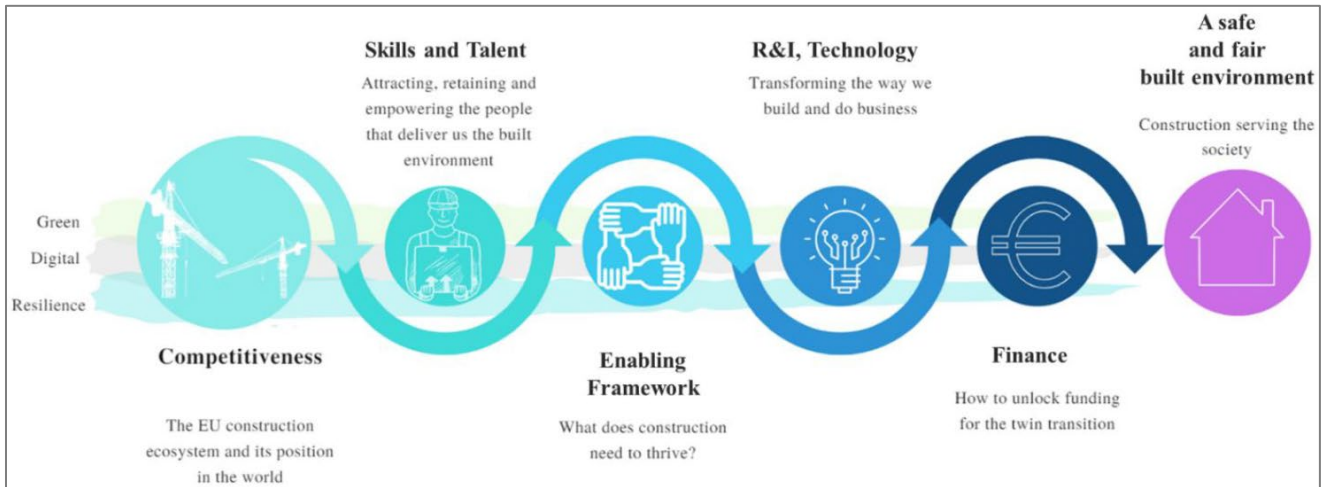 Skills and Talent
Attracting, retaining and
empowering the people
that deliver us the built
environment
R&I, Technology
Transforming the way we
build and do business
A safe
and fair
built environment
Construction serving the
society
Green
Digital
Resilience
Competitiveness
The EU construction
ecosystem and its position
in the world
Enabling
Framework
What does construction
need to thrive?
Finance
How to unlock funding
for the twin transition